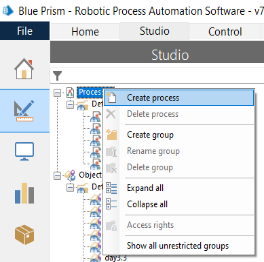 Blue Prism - Robotic Process Automation Software - v7
File Home Studio Control
Studio
Proces
Create process
De
Delete process
Create group
Rename group
Delete group
Object
Expand all
De
Collapse all
Access rights
Show all unrestricted groups
day3.3